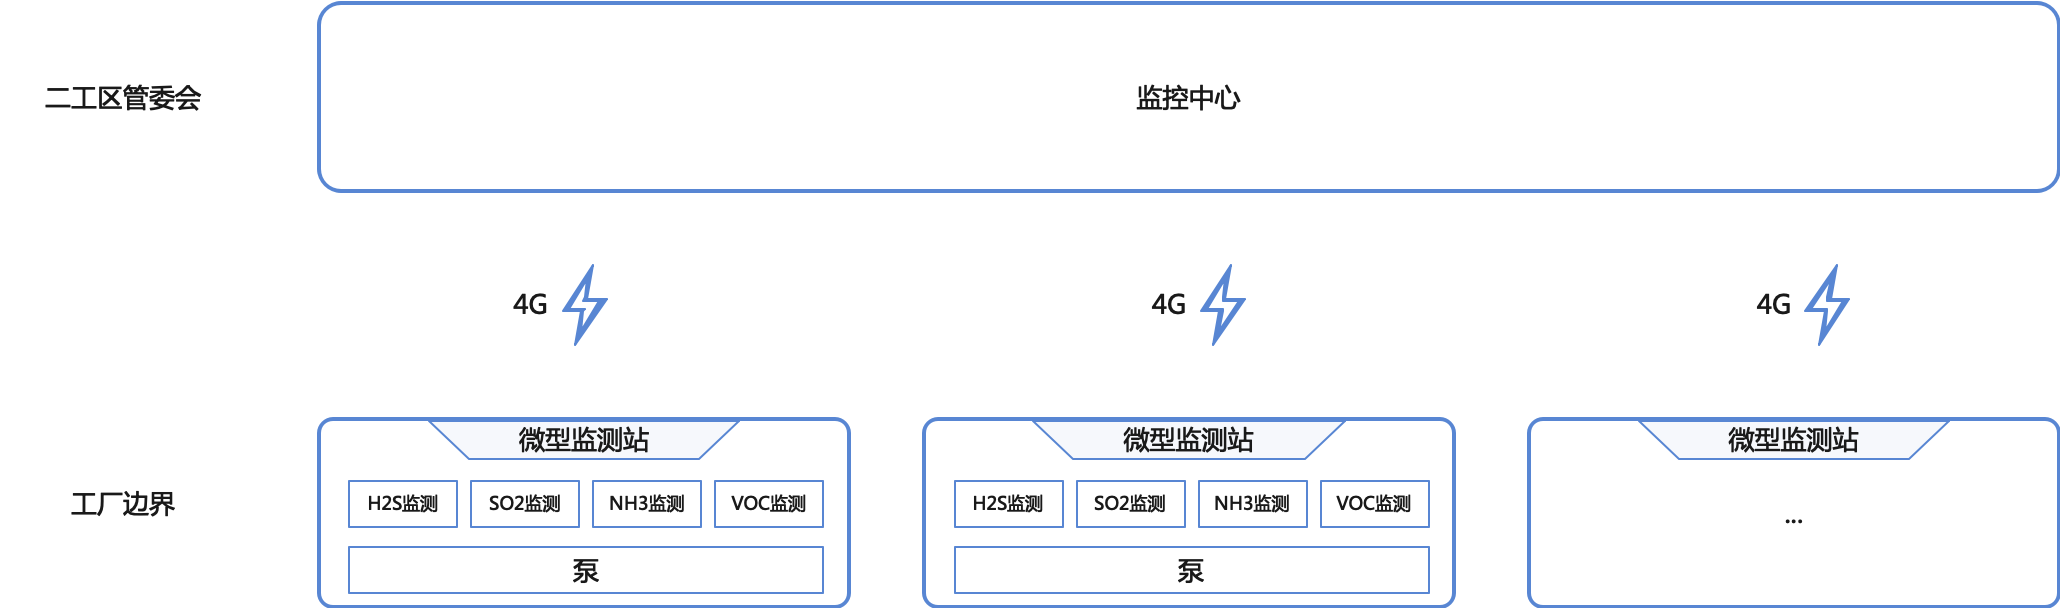 二工区管委会
监控中心
4G
4G
4G
工厂边界
微型监测站
H2S监测
SO2监测
NH3监测
VOC监测
泵
微型监测站
H2S监测
SO2监测
NH3监测
VOC监测
泵
微型监测站
...